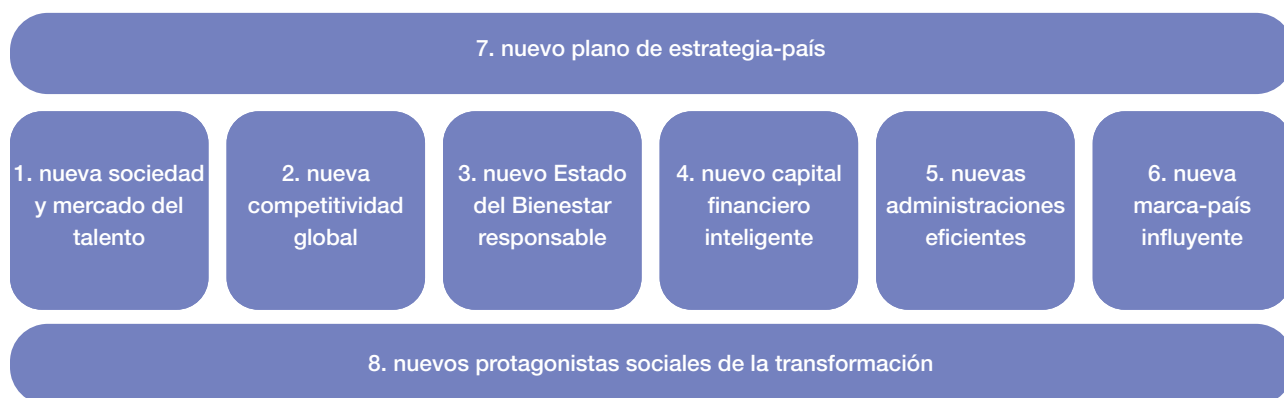 7. nuevo plano de estrategia-país
1. nueva sociedad
y mercado del
talento
2. nueva
competitividad
global
3. nuevo Estado
del Bienestar
responsable
4. nuevo capital
financiero
inteligente
5. nuevas
administraciones
eficientes
6. nueva
marca-país
influyente
8. nuevos protagonistas sociales de la transformación